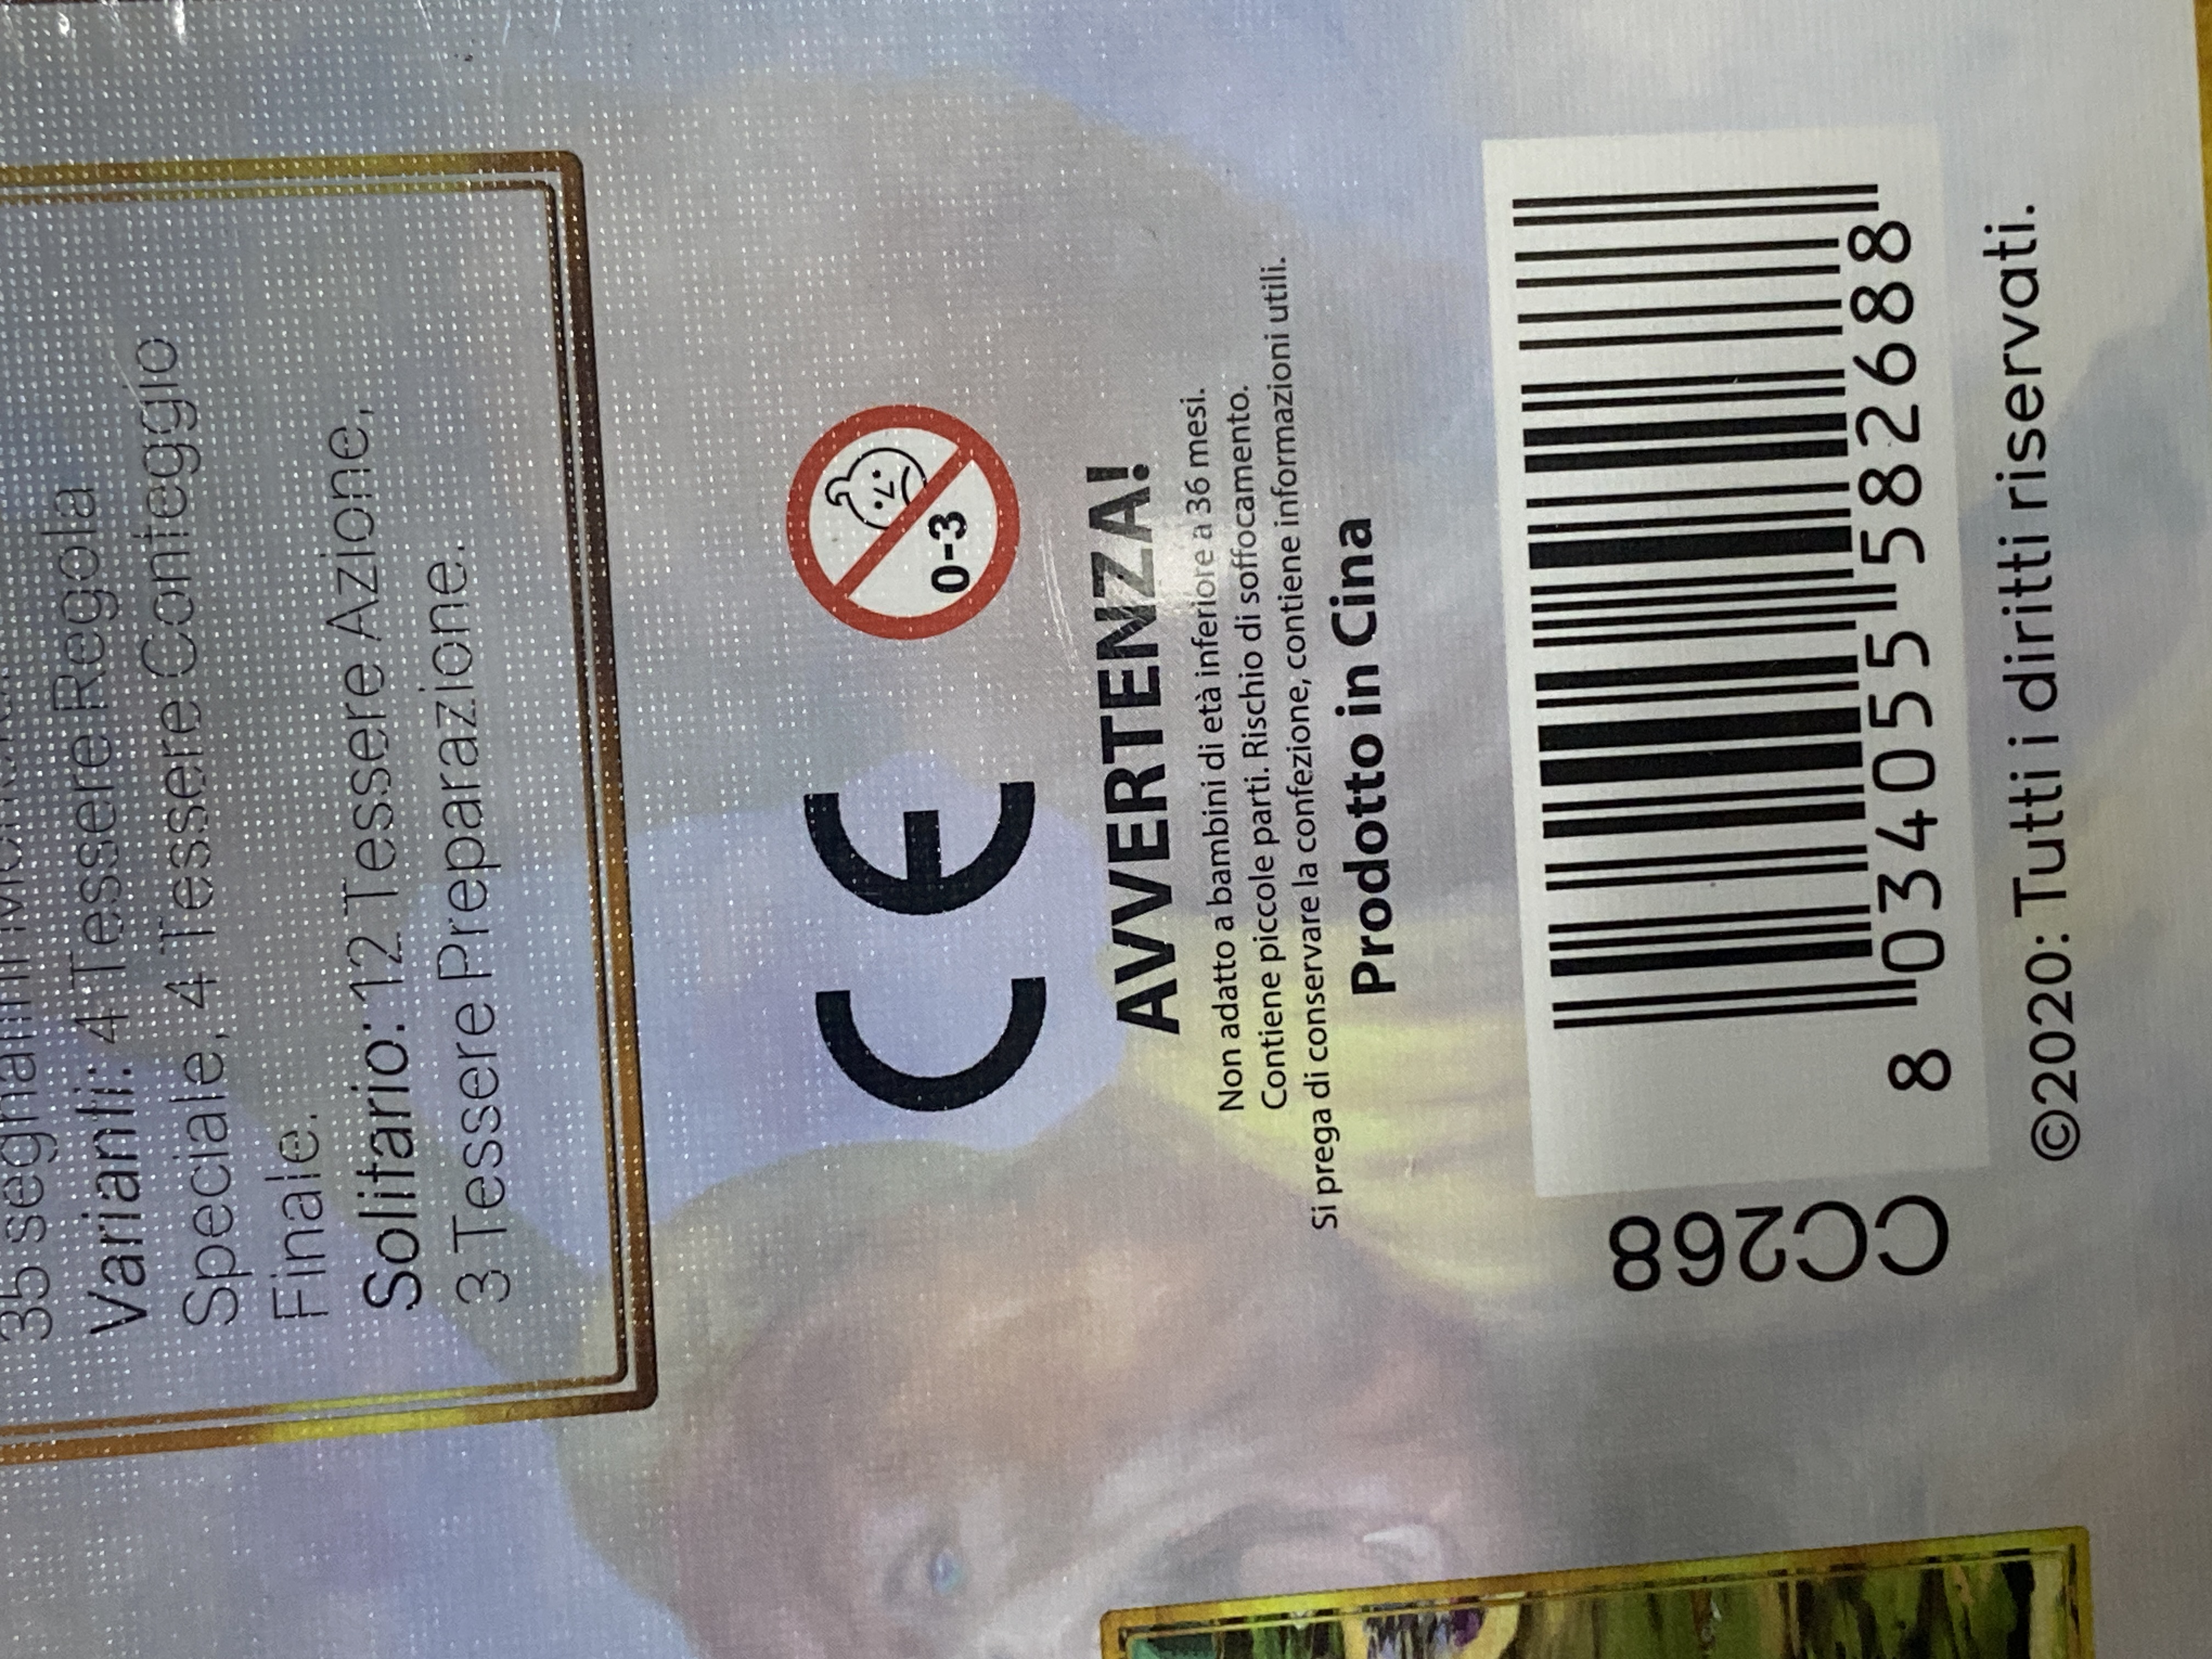 35 segnalini
Varianti: 4 Tessere Regola
Speciale, 4 Tessere Conteggio
Finale.
Solitario: 12 Tessere Azione,
3 Tessere Preparazione.
CE
0-3
AVVERTENZA!
Non adatto a bambini di età inferiore a 36 mesi.
Contiene piccole parti. Rischio di soffocamento.
Si prega di conservare la confezione, contiene informazioni utili.
Prodotto in Cina
CC268
8 034055 582688
©2020: Tutti i diritti riservati.